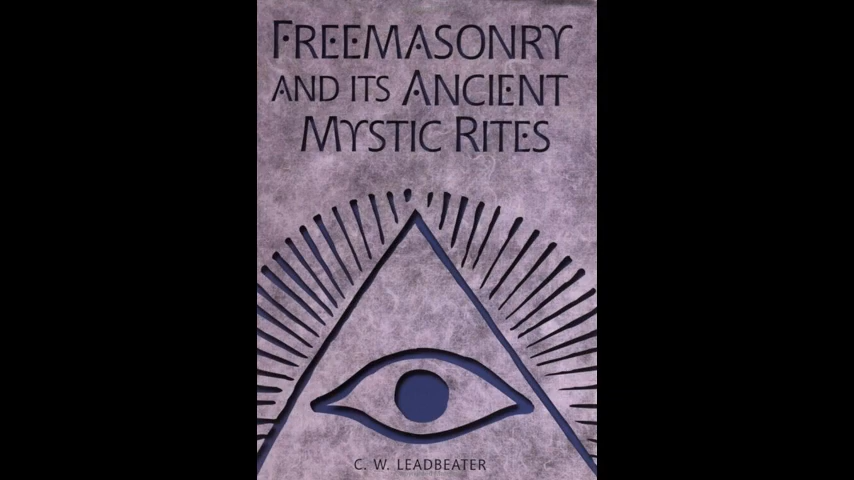 FREEMASONRY
AND ITS ANCIENT
MYSTIC RITES
C. W. LEADBEATER